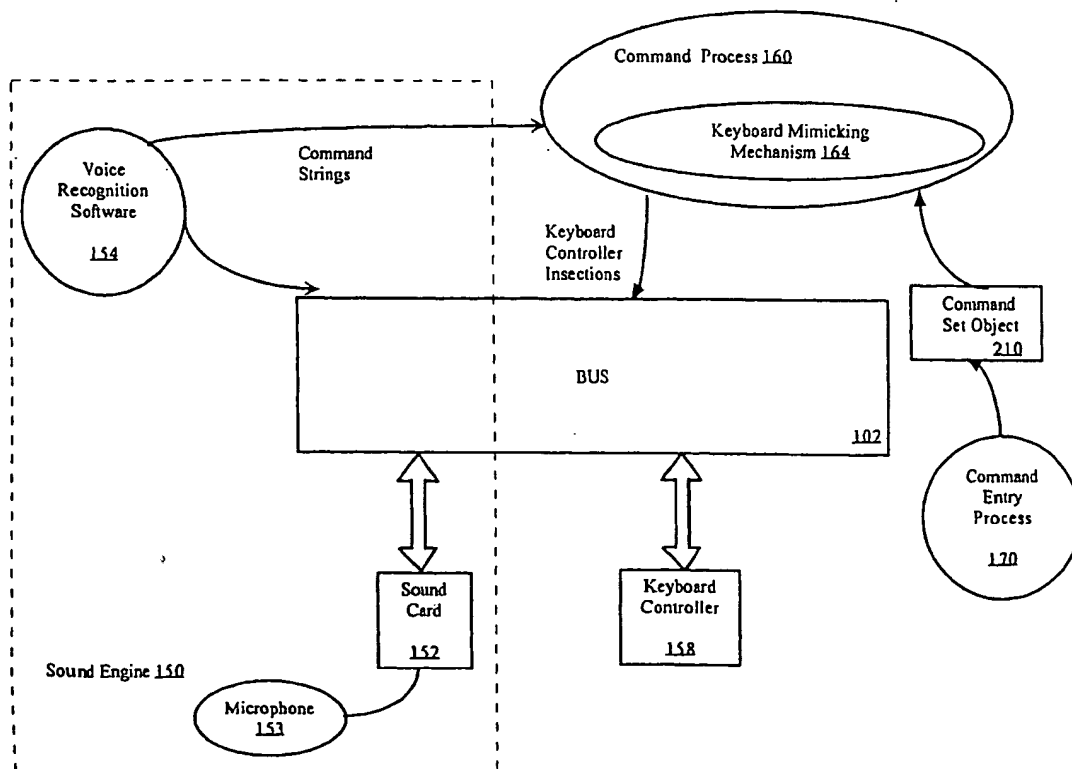 Command Process 160
Keyboard Mimicking
Mechanism 164
Voice
Recognition
Software
154
Command
Strings
Keyboard
Controller
Insections
Command
Set Object
210
BUS
102
Command
Entry
Process
170
Sound
Card
152
Keyboard
Controller
158
Sound Engine 150
Microphone
153